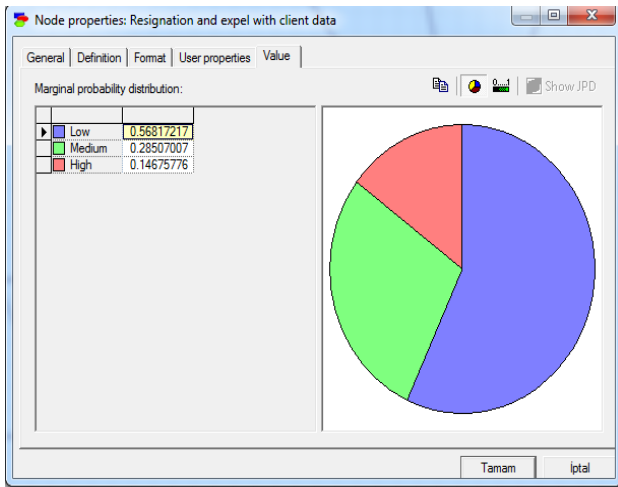 Node properties: Resignation and expel with client data
General Definition Format User properties Value
Marginal probability distribution: Show JPD
Low 0.56817217
Medium 0.28507007
High 0.14675776
Tamam İptal